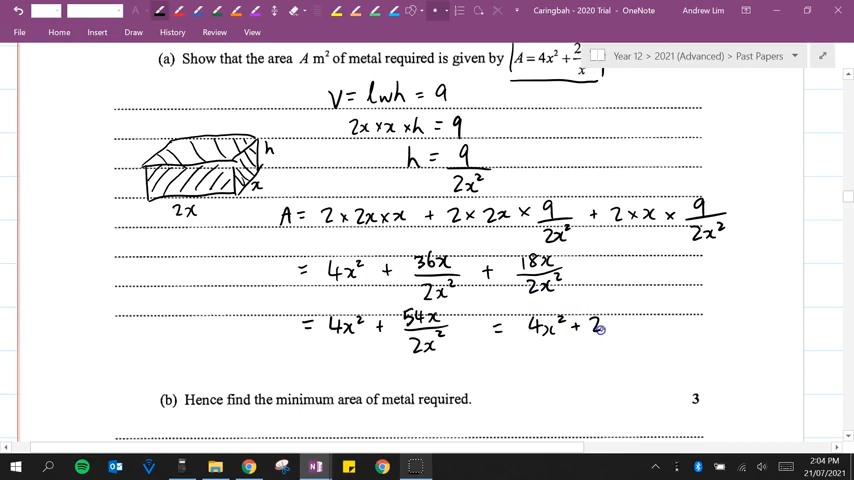 Caringbah - 2020 Trial - OneNote
Andrew Lim
File Home Insert Draw History Review View
Year 12 > 2021 (Advanced) > Past Papers
(a) Show that the area A m² of metal required is given by A = 4x² + 2/x
V = lwh = 9
2x × x × h = 9
h = 9/2x²
h
x
2x
A = 2 × 2x × x + 2 × 2x × 9/2x² + 2 × x × 9/2x²
= 4x² + 36x/2x² + 18x/2x²
= 4x² + 54x/2x² = 4x² + 2
(b) Hence find the minimum area of metal required. 3
2:04 PM
21/07/2021